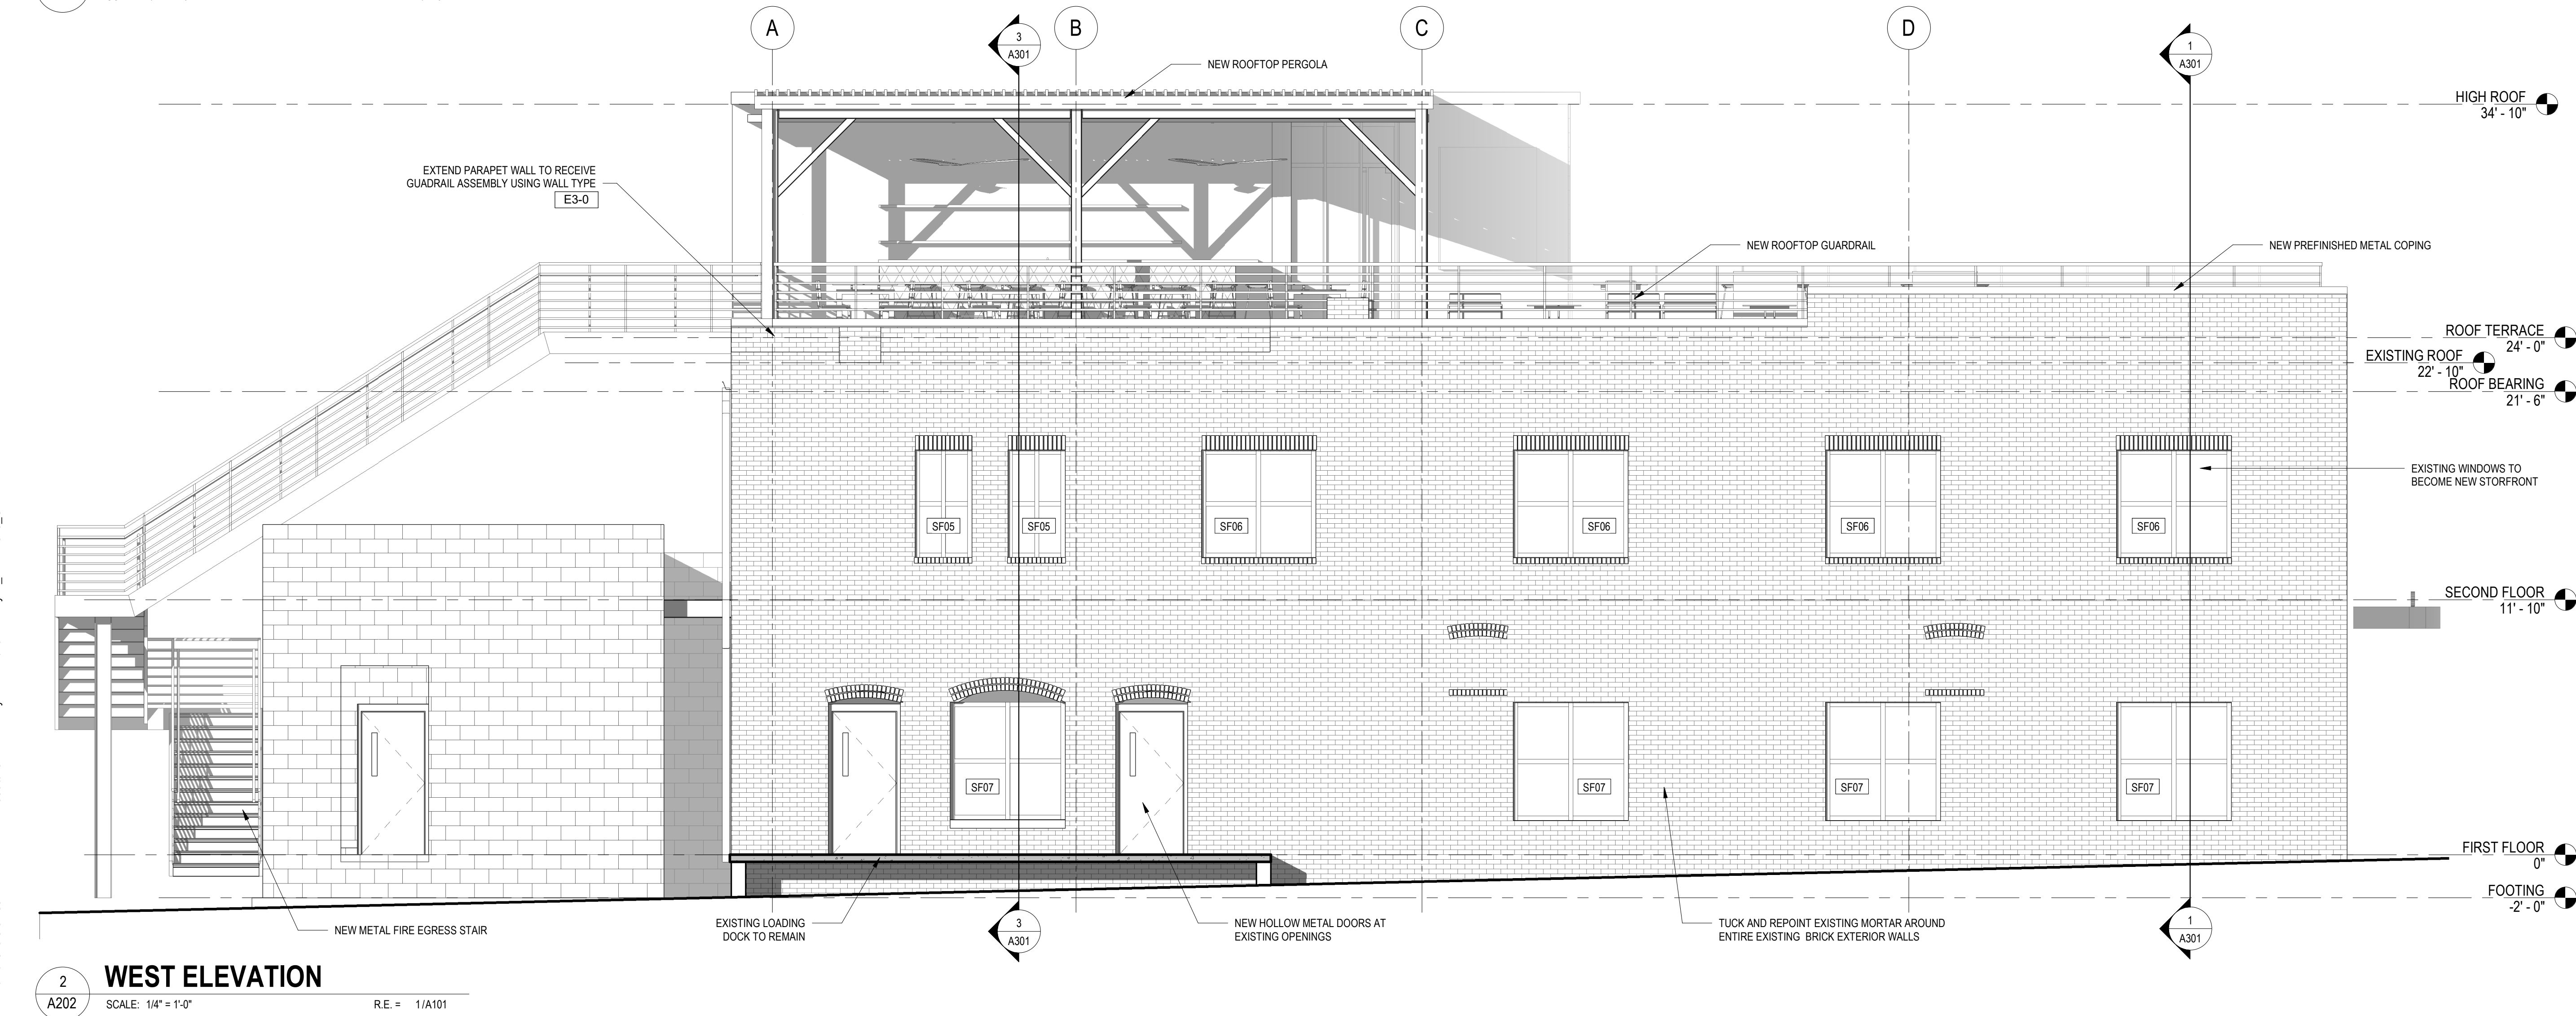 A
B
C
D
3
A301
1
A301
NEW ROOFTOP PERGOLA
HIGH ROOF
34' - 10"
EXTEND PARAPET WALL TO RECEIVE
GUADRAIL ASSEMBLY USING WALL TYPE
E3-0
NEW ROOFTOP GUARDRAIL
NEW PREFINISHED METAL COPING
ROOF TERRACE
24' - 0"
EXISTING ROOF
22' - 10"
ROOF BEARING
21' - 6"
EXISTING WINDOWS TO
BECOME NEW STORFRONT
SF05
SF05
SF06
SF06
SF06
SF06
SECOND FLOOR
11' - 10"
SF07
SF07
SF07
SF07
FIRST FLOOR
0"
FOOTING
-2' - 0"
NEW METAL FIRE EGRESS STAIR
EXISTING LOADING
DOCK TO REMAIN
3
A301
NEW HOLLOW METAL DOORS AT
EXISTING OPENINGS
TUCK AND REPOINT EXISTING MORTAR AROUND
ENTIRE EXISTING BRICK EXTERIOR WALLS
1
A301
2
A202
WEST ELEVATION
SCALE: 1/4" = 1'-0"
R.E. = 1/A101